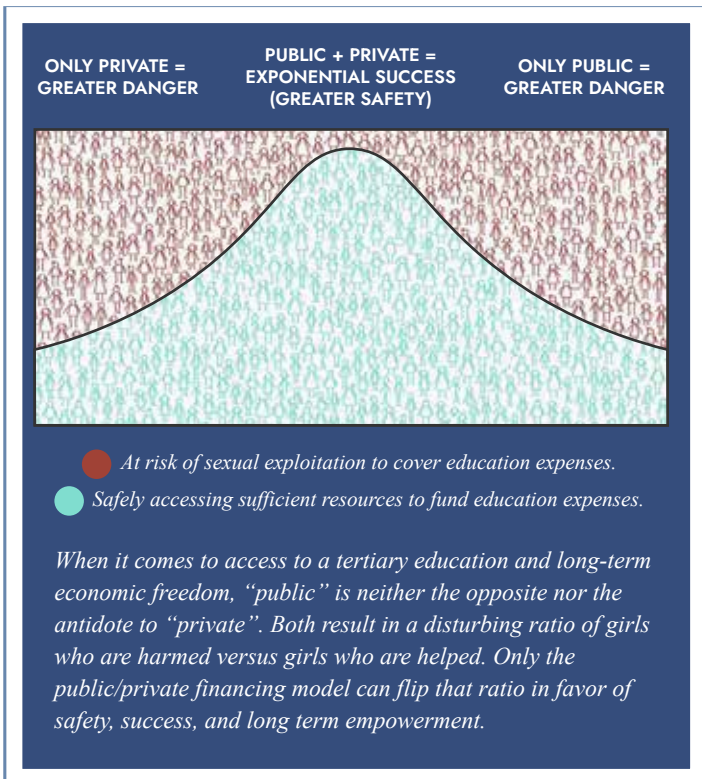 ONLY PRIVATE =
GREATER DANGER
PUBLIC + PRIVATE =
EXPONENTIAL SUCCESS
(GREATER SAFETY)
ONLY PUBLIC =
GREATER DANGER
At risk of sexual exploitation to cover education expenses.
Safely accessing sufficient resources to fund education expenses.
When it comes to access to a tertiary education and long-term
economic freedom, “public” is neither the opposite nor the
antidote to “private”. Both result in a disturbing ratio of girls
who are harmed versus girls who are helped. Only the
public/private financing model can flip that ratio in favor of
safety, success, and long term empowerment.